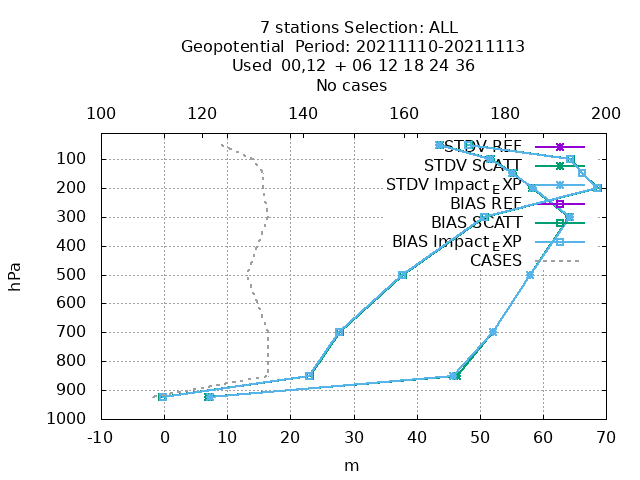 7 stations Selection: ALL
Geopotential  Period: 20211110-20211113
Used  00,12  + 06 12 18 24 36
No cases
100 120 140 160 180 200
STDV REF
STDV SCATT
STDV Impact_EXP
BIAS REF
BIAS SCATT
BIAS Impact_EXP
CASES
100
200
300
400
500
600
700
800
900
1000
hPa
-10 0 10 20 30 40 50 60 70
m